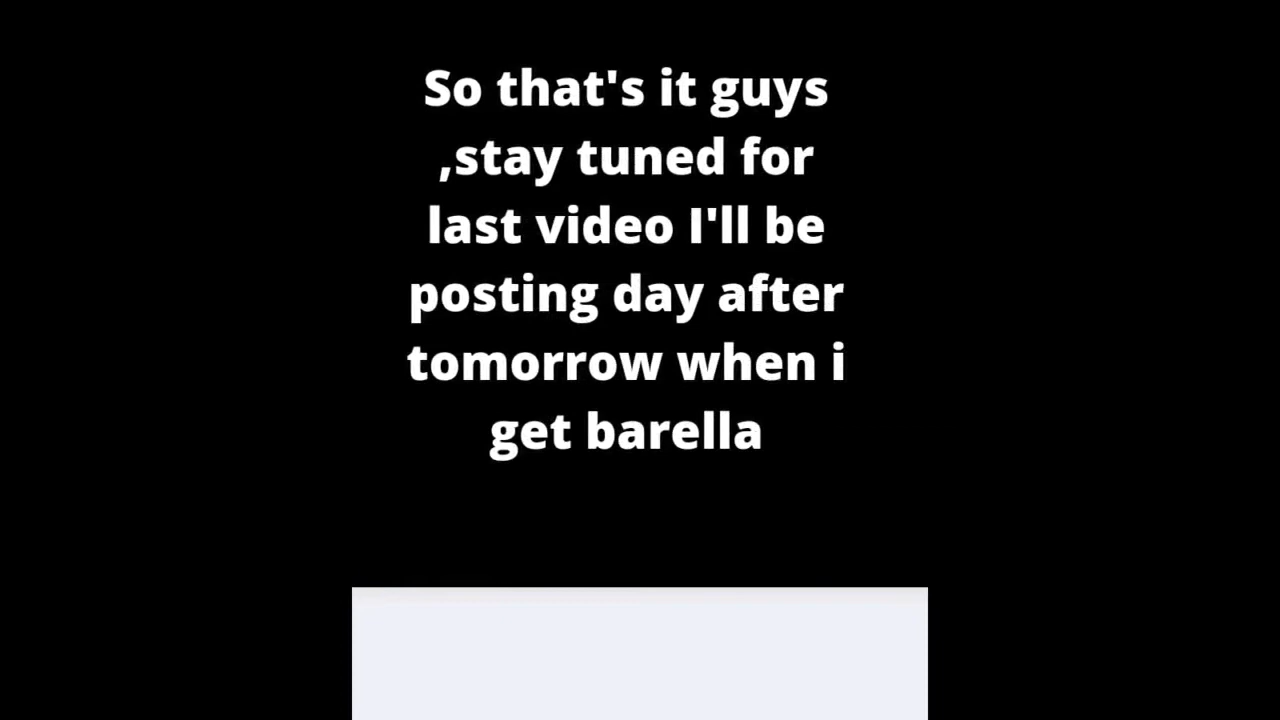 So that's it guys
,stay tuned for
last video I'll be
posting day after
tomorrow when i
get barella